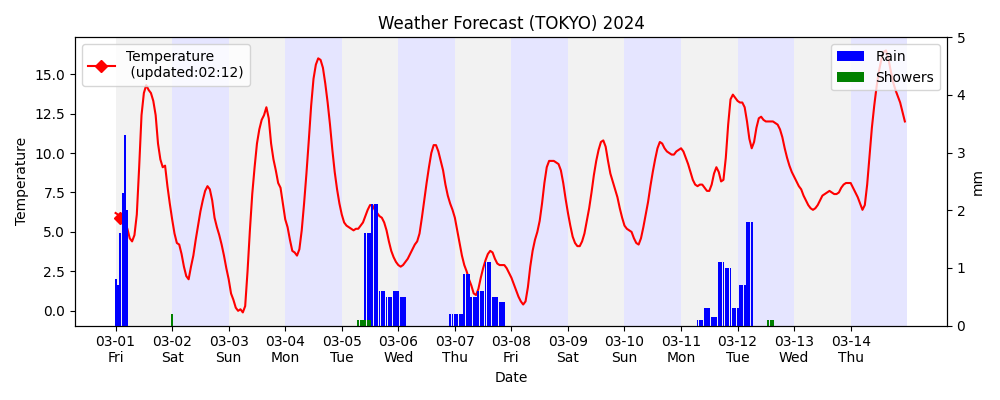 Weather Forecast (TOKYO) 2024
Temperature
(updated:02:12)
Rain
Showers
Temperature
15.0
12.5
10.0
7.5
5.0
2.5
0.0
5
4
3
2
1
0
mm
03-01 03-02 03-03 03-04 03-05 03-06 03-07 03-08 03-09 03-10 03-11 03-12 03-13 03-14
Fri Sat Sun Mon Tue Wed Thu Fri Sat Sun Mon Tue Wed Thu
Date